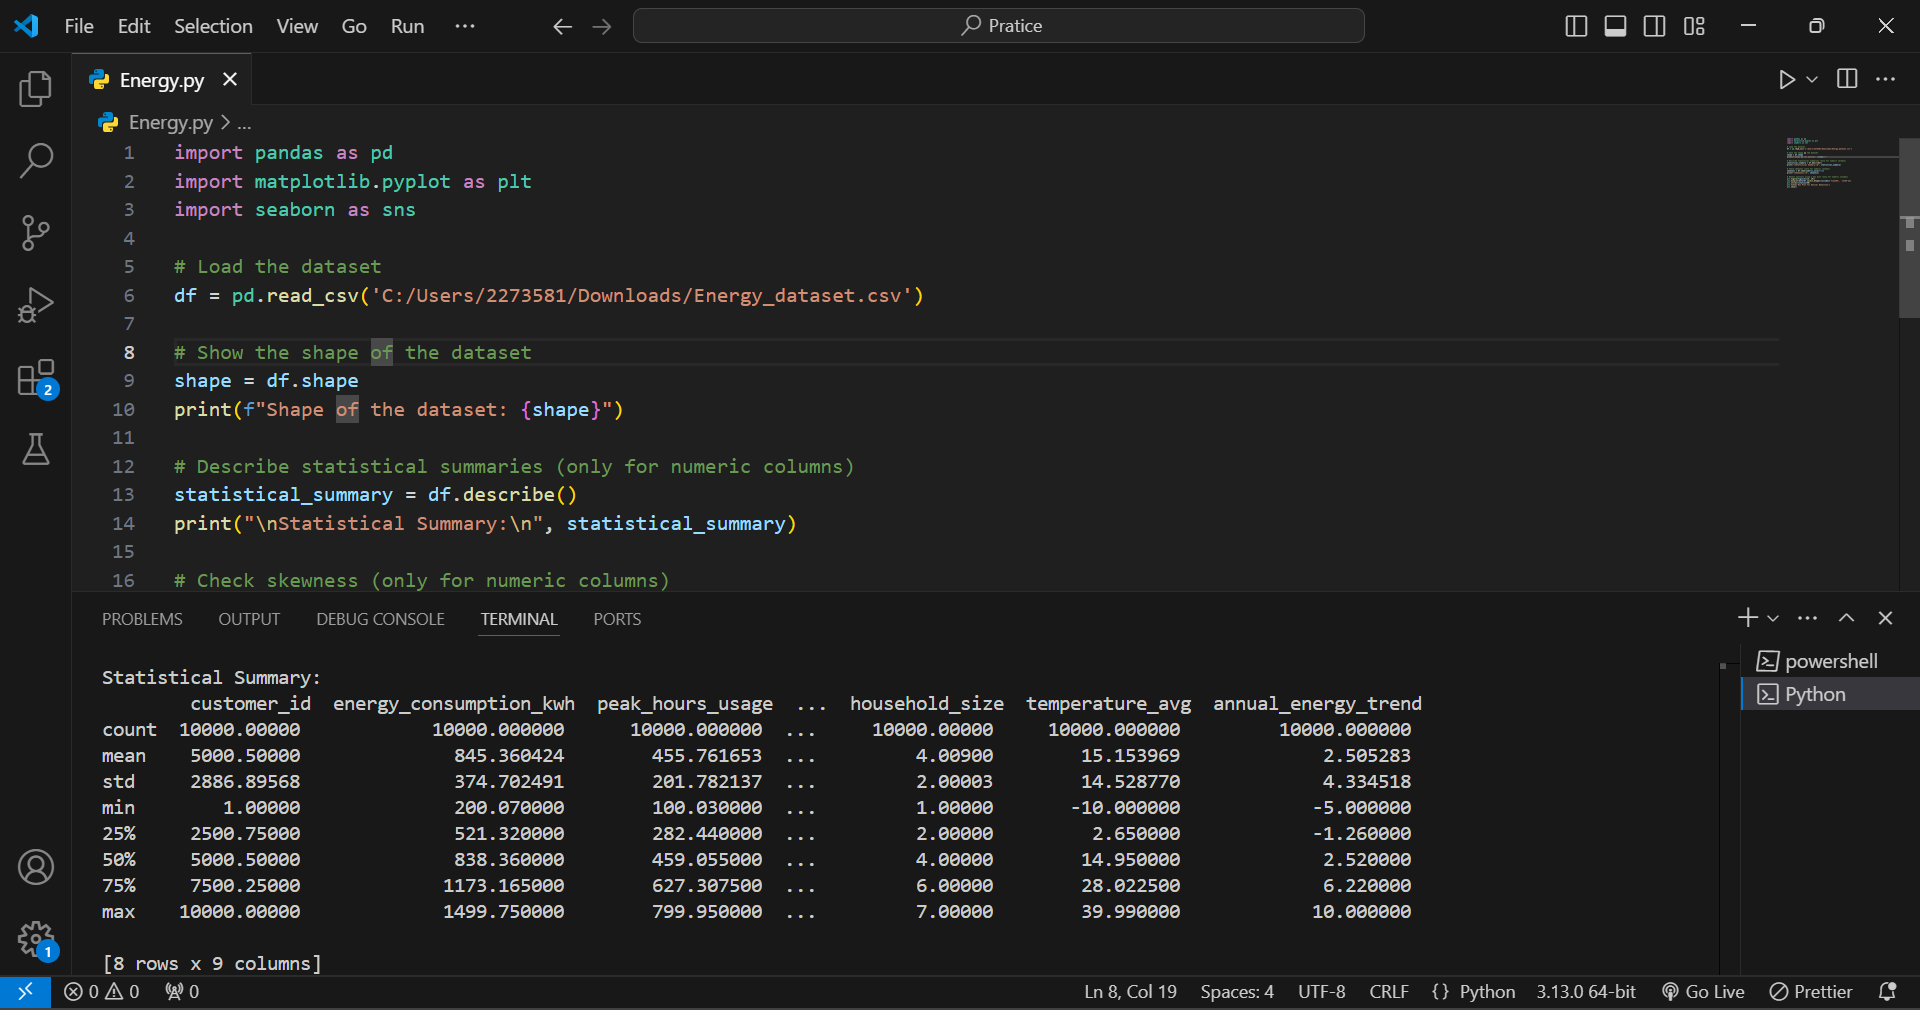 File Edit Selection View Go Run ... Pratice
Energy.py
Energy.py > ...
1 import pandas as pd
2 import matplotlib.pyplot as plt
3 import seaborn as sns
4
5 # Load the dataset
6 df = pd.read_csv('C:/Users/2273581/Downloads/Energy_dataset.csv')
7
8 # Show the shape of the dataset
9 shape = df.shape
10 print(f"Shape of the dataset: {shape}")
11
12 # Describe statistical summaries (only for numeric columns)
13 statistical_summary = df.describe()
14 print("\nStatistical Summary:\n", statistical_summary)
15
16 # Check skewness (only for numeric columns)
2
PROBLEMS OUTPUT DEBUG CONSOLE TERMINAL PORTS
powershell
Python
Statistical Summary:
customer_id energy_consumption_kwh peak_hours_usage ... household_size temperature_avg annual_energy_trend
count 10000.00000 10000.000000 10000.000000 ... 10000.00000 10000.000000 10000.000000
mean 5000.50000 845.360424 455.761653 ... 4.00900 15.153969 2.505283
std 2886.89568 374.702491 201.782137 ... 2.00003 14.528770 4.334518
min 1.00000 200.070000 100.030000 ... 1.00000 -10.000000 -5.000000
25% 2500.75000 521.320000 282.440000 ... 2.00000 2.650000 -1.260000
50% 5000.50000 838.360000 459.055000 ... 4.00000 14.950000 2.520000
75% 7500.25000 1173.165000 627.307500 ... 6.00000 28.022500 6.220000
max 10000.00000 1499.750000 799.950000 ... 7.00000 39.990000 10.000000
[8 rows x 9 columns]
1
0 0 0 Ln 8, Col 19 Spaces: 4 UTF-8 CRLF {} Python 3.13.0 64-bit Go Live Prettier